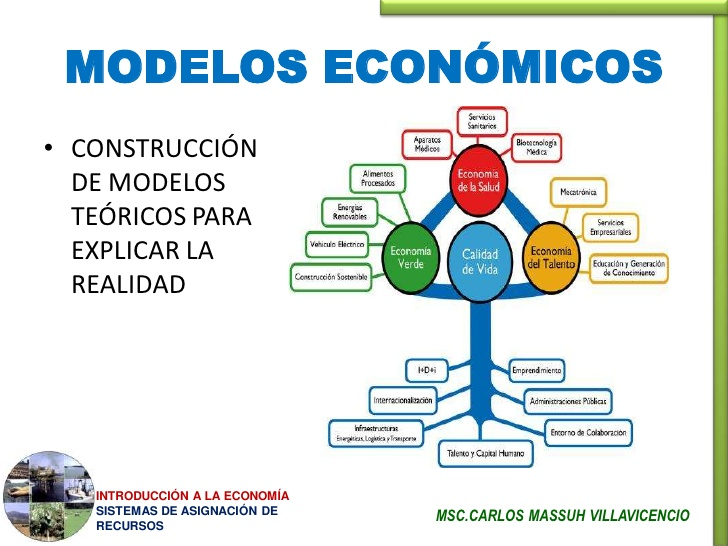 MODELOS ECONÓMICOS
• CONSTRUCCIÓN
DE MODELOS
TEÓRICOS PARA
EXPLICAR LA
REALIDAD
Servicios
Sanitarios
Aparatos
Médicos
Biotecnología
Médica
Economía
de la Salud
Alimentos
Procesados
Energías
Renovables
Vehículo Eléctrico
Construcción Sostenible
Economía
Verde
Calidad
de Vida
Economía
del Talento
Mecatrónica
Servicios
Empresariales
Educación y Generación
de Conocimiento
I+D+i
Emprendimiento
Internacionalización
Administraciones Públicas
Infraestructuras
Energéticas, Logística y Transporte
Entorno de Colaboración
Talento y Capital Humano
INTRODUCCIÓN A LA ECONOMÍA
SISTEMAS DE ASIGNACIÓN DE
RECURSOS
MSC.CARLOS MASSUH VILLAVICENCIO